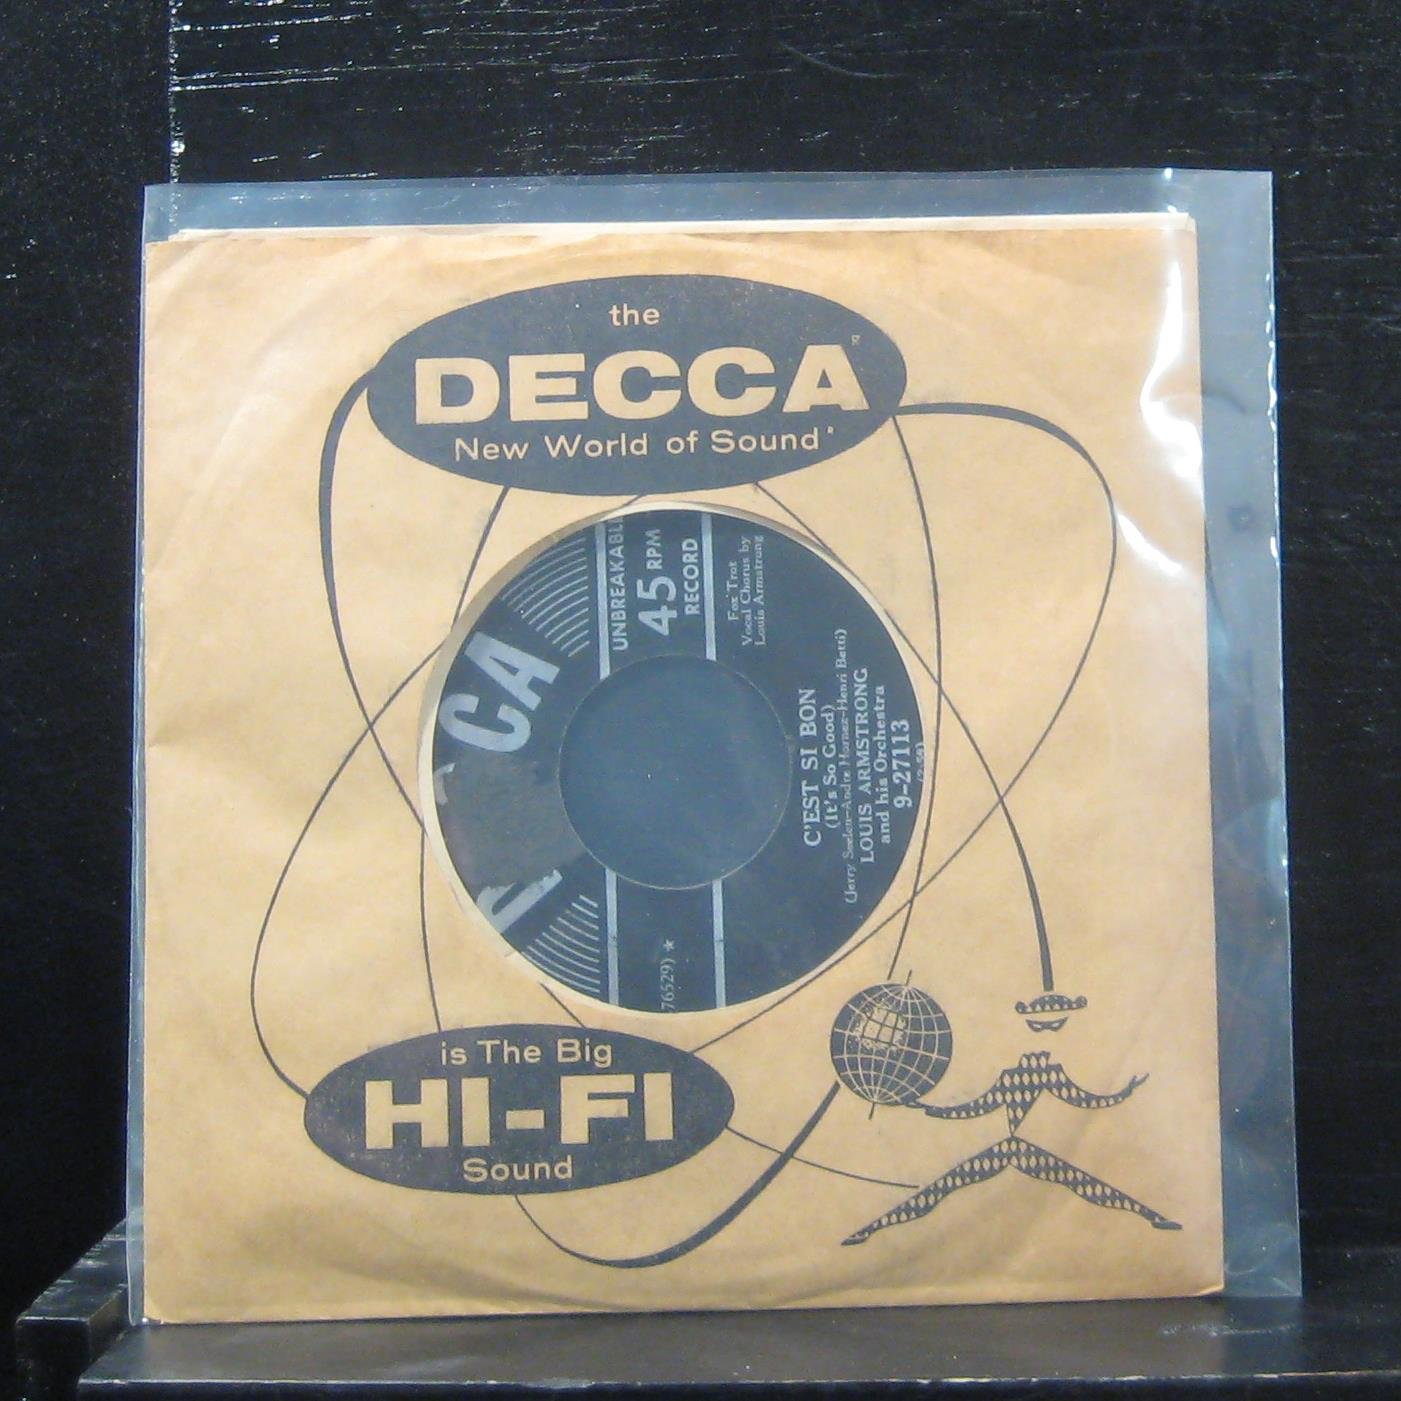 the
DECCA
New World of Sound
is The Big
HI-FI
Sound
CA
UNBREAKABL
45 RPM
RECORD
Fox Trot
Vocal Chorus by
Louis Armstrong
C'EST SI BON
(It's So Good)
(Jerry Seelen-Andre Hornez-Henri Betti)
LOUIS ARMSTRONG
and his Orchestra
9-27113
76529) ★